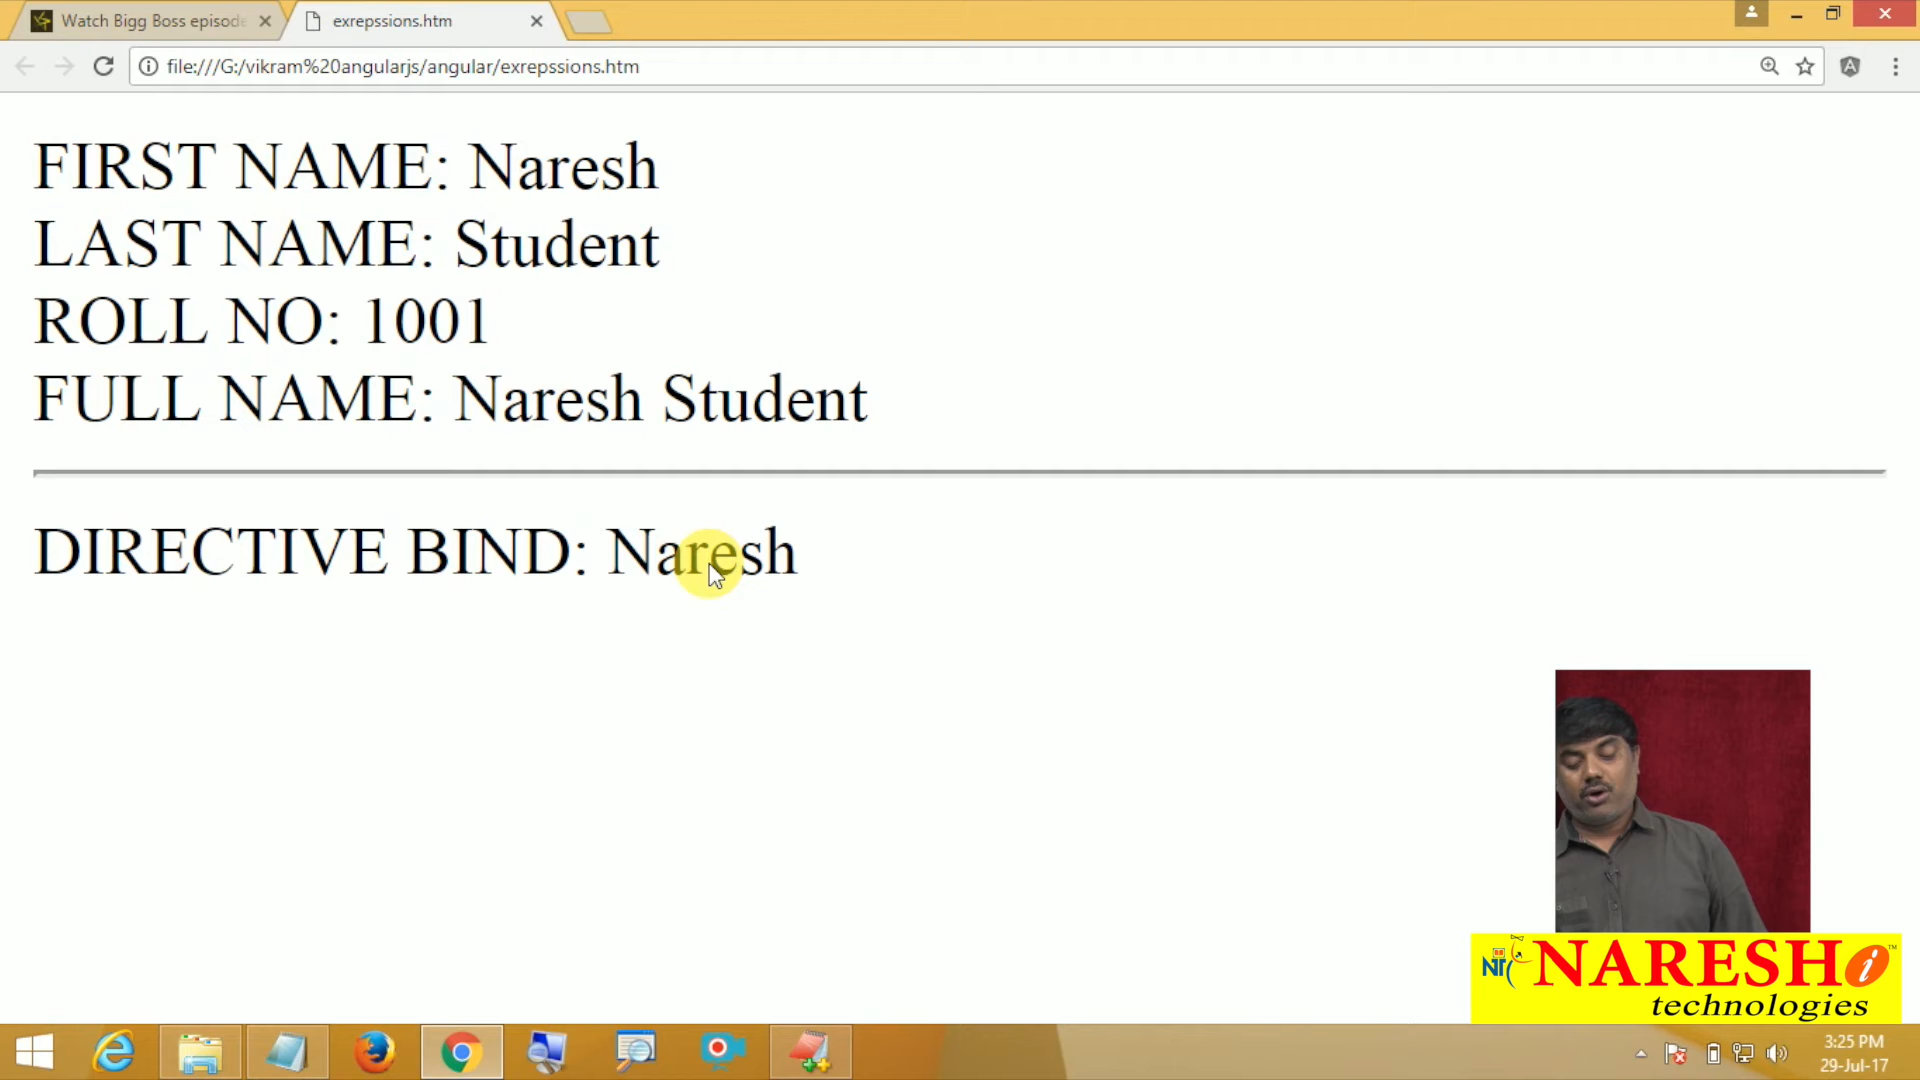 Watch Bigg Boss episode
exrepssions.htm
file:///G:/vikram%20angularjs/angular/exrepssions.htm
FIRST NAME: Naresh
LAST NAME: Student
ROLL NO: 1001
FULL NAME: Naresh Student
DIRECTIVE BIND: Naresh
NARESH i ™
technologies
3:25 PM
29-Jul-17